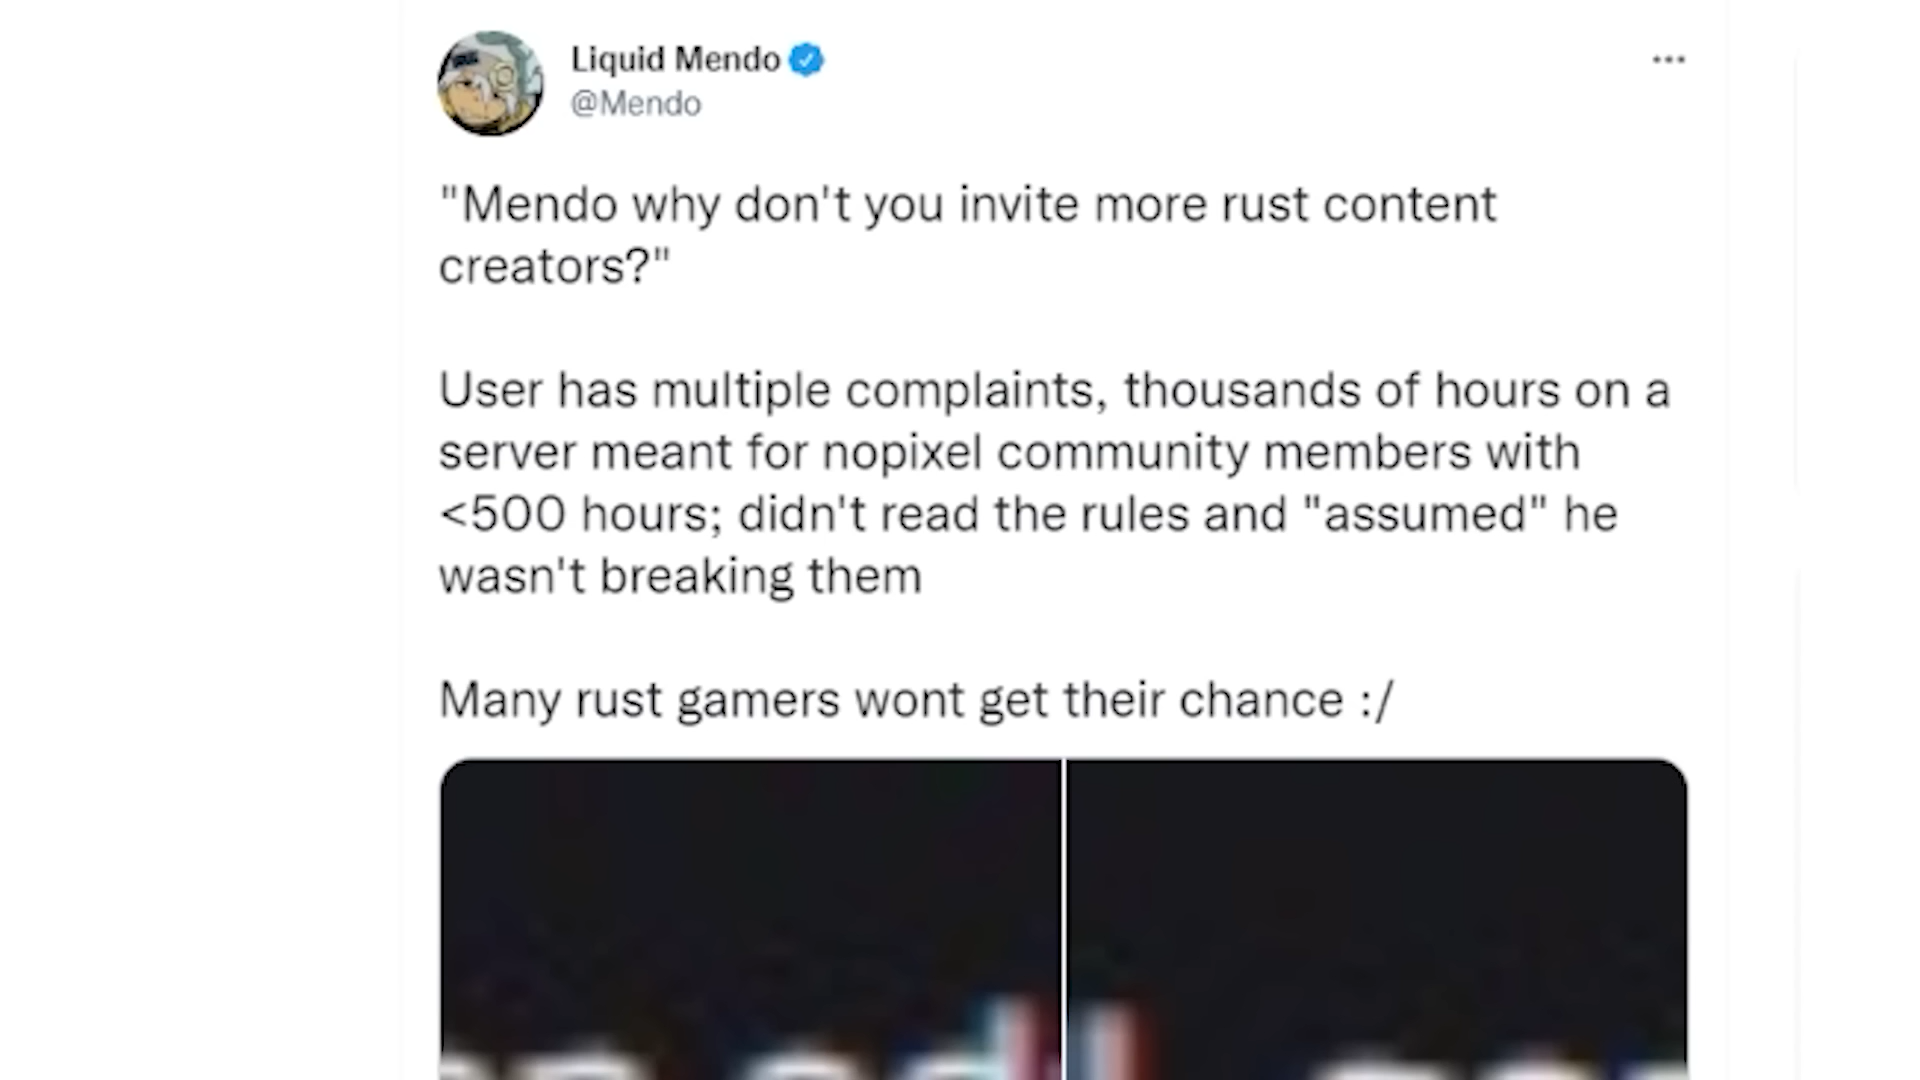 Liquid Mendo
@Mendo
"Mendo why don't you invite more rust content
creators?"
User has multiple complaints, thousands of hours on a
server meant for nopixel community members with
<500 hours; didn't read the rules and "assumed" he
wasn't breaking them
Many rust gamers wont get their chance :/